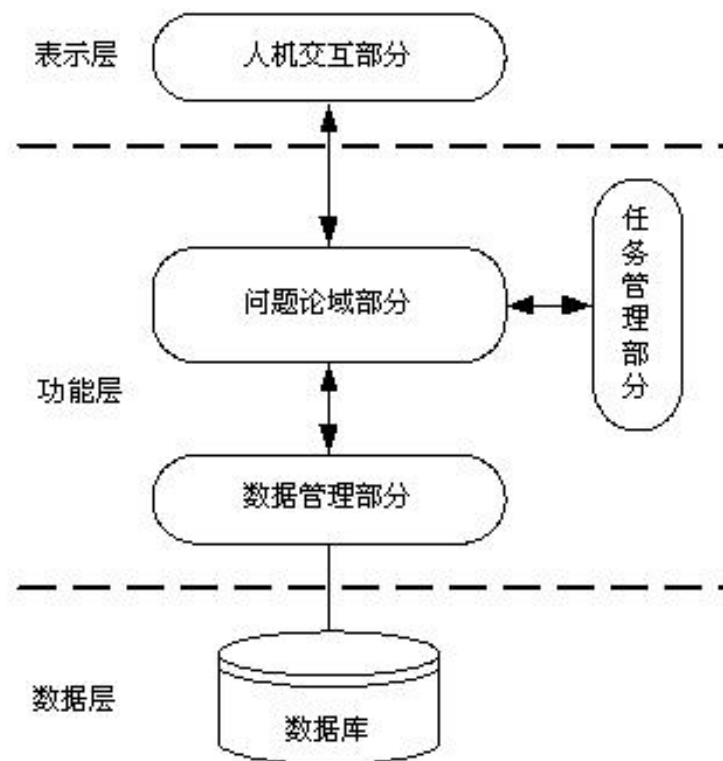 表示层
人机交互部分
任务管理部分
问题论域部分
功能层
数据管理部分
数据层
数据库